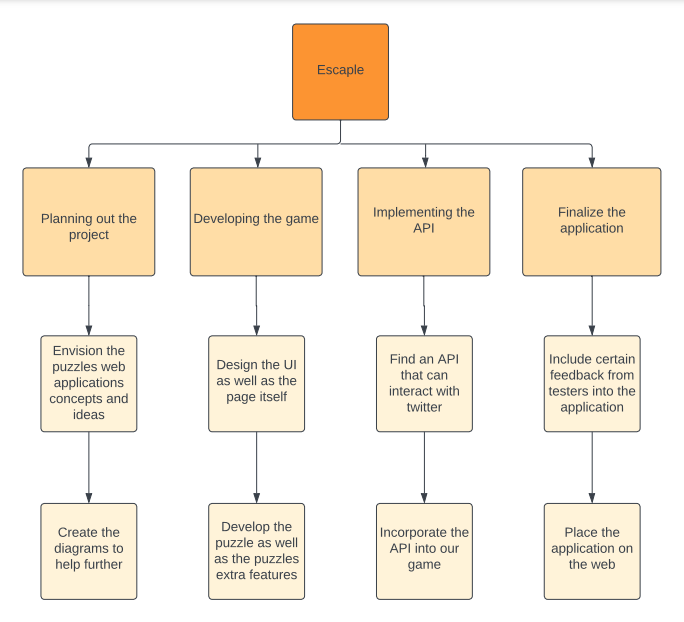 Escaple
Planning out the
project
Developing the game
Implementing the
API
Finalize the
application
Envision the
puzzles web
applications
concepts and
ideas
Design the UI
as well as the
page itself
Find an API
that can
interact with
twitter
Include certain
feedback from
testers into the
application
Create the
diagrams to
help further
Develop the
puzzle as well
as the puzzles
extra features
Incorporate the
API into our
game
Place the
application on
the web